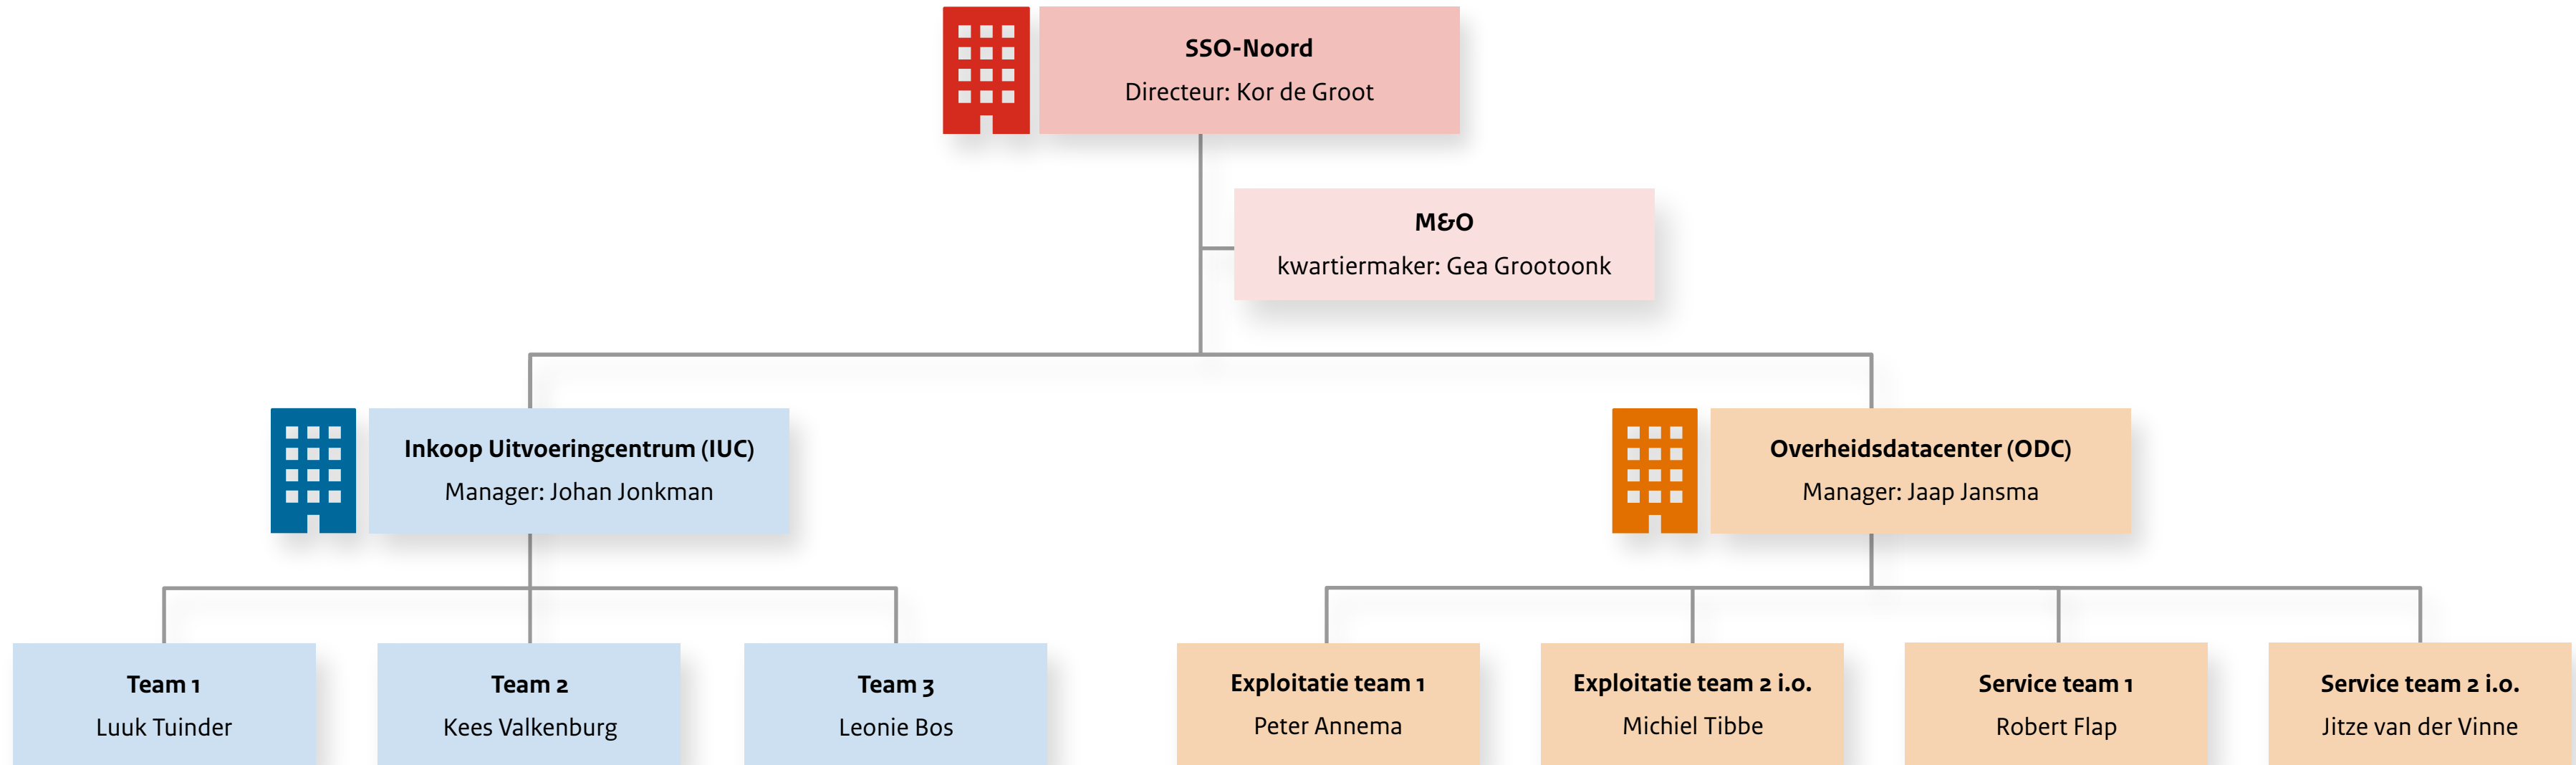 SSO-Noord
Directeur: Kor de Groot
M&O
kwartiermaker: Gea Grootoonk
Inkoop Uitvoeringcentrum (IUC)
Manager: Johan Jonkman
Overheidsdatacenter (ODC)
Manager: Jaap Jansma
Team 1
Luuk Tuinder
Team 2
Kees Valkenburg
Team 3
Leonie Bos
Exploitatie team 1
Peter Annema
Exploitatie team 2 i.o.
Michiel Tibbe
Service team 1
Robert Flap
Service team 2 i.o.
Jitze van der Vinne